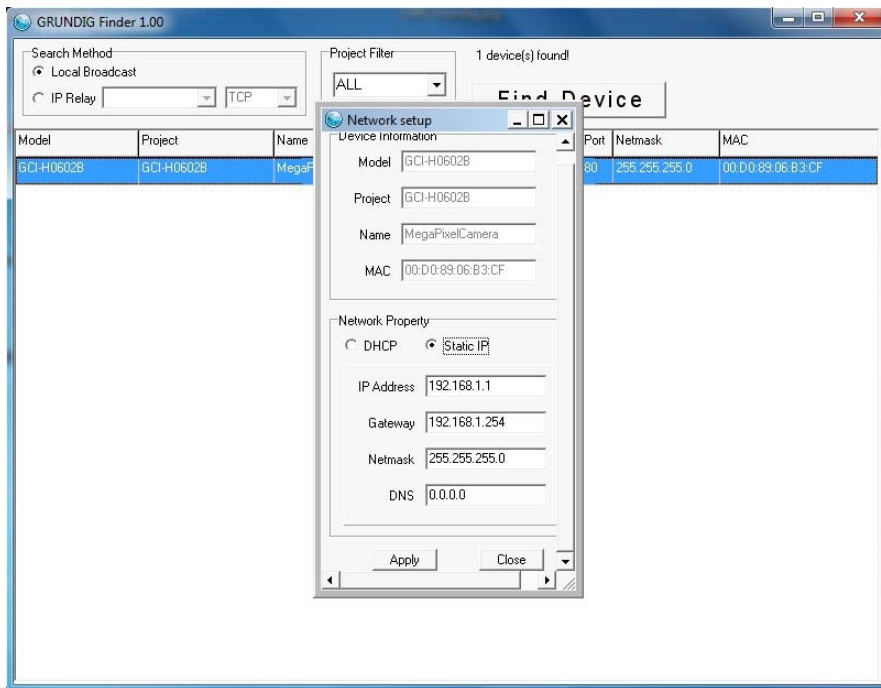 GRUNDIG Finder 1.00
Search Method
Local Broadcast
IP Relay
TCP
Project Filter
ALL
1 device(s) found!
Find Device
Model Project Name Port Netmask MAC
GCI-H0602B GCI-H0602B MegaP 80 255.255.255.0 00:D0:89:06:B3:CF
Network setup
Device Information
Model GCI-H0602B
Project GCI-H0602B
Name MegaPixelCamera
MAC 00:D0:89:06:B3:CF
Network Property
DHCP Static IP
IP Address 192.168.1.1
Gateway 192.168.1.254
Netmask 255.255.255.0
DNS 0.0.0.0
Apply Close